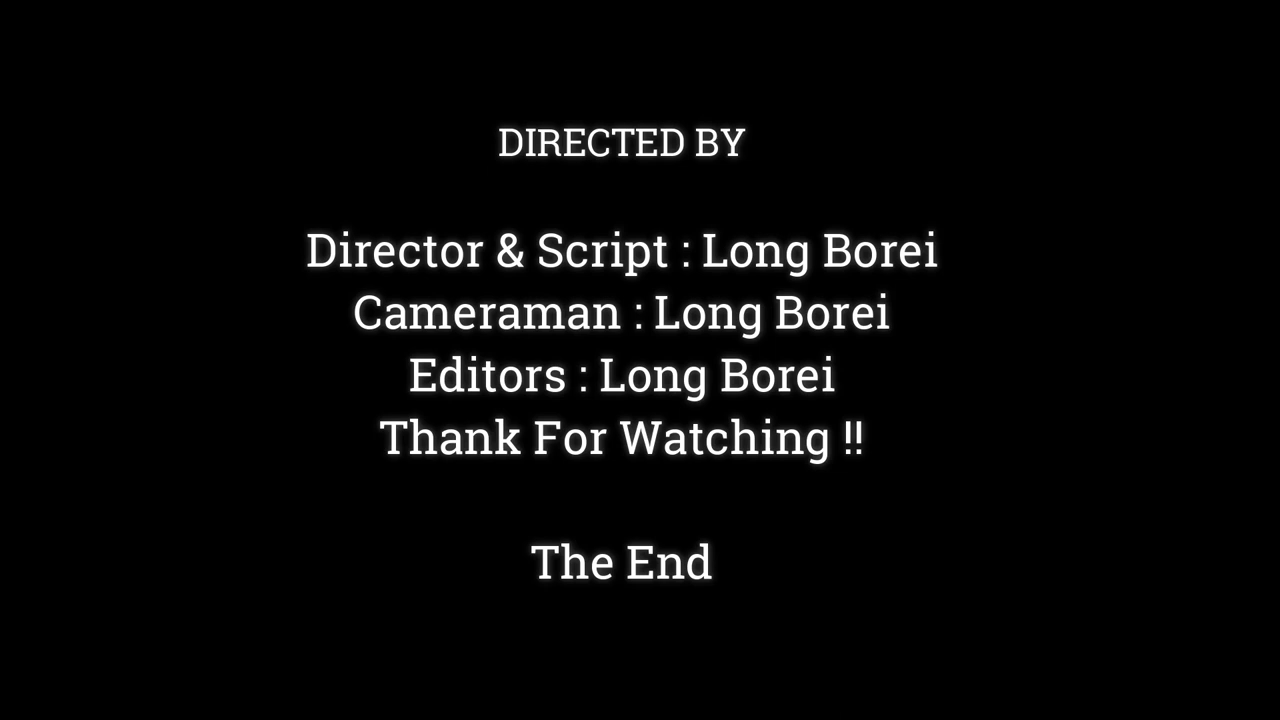 DIRECTED BY
Director & Script : Long Borei
Cameraman : Long Borei
Editors : Long Borei
Thank For Watching !!
The End